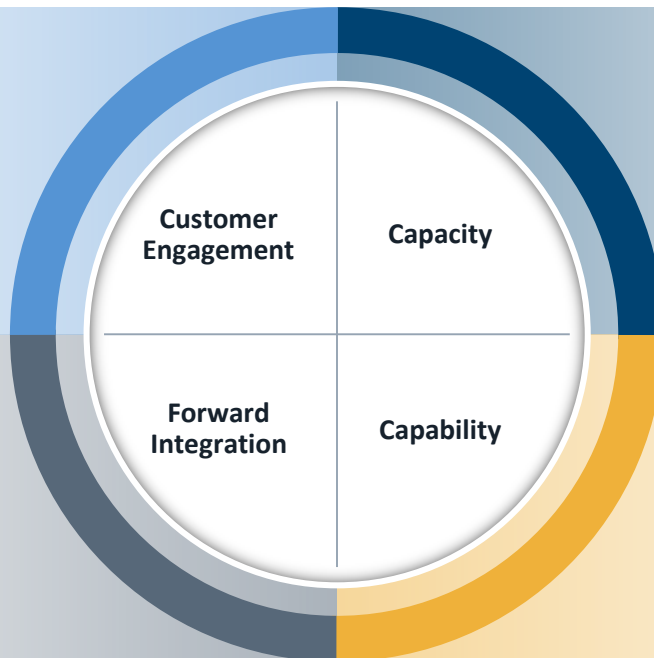 Customer
Engagement
Capacity
Forward
Integration
Capability